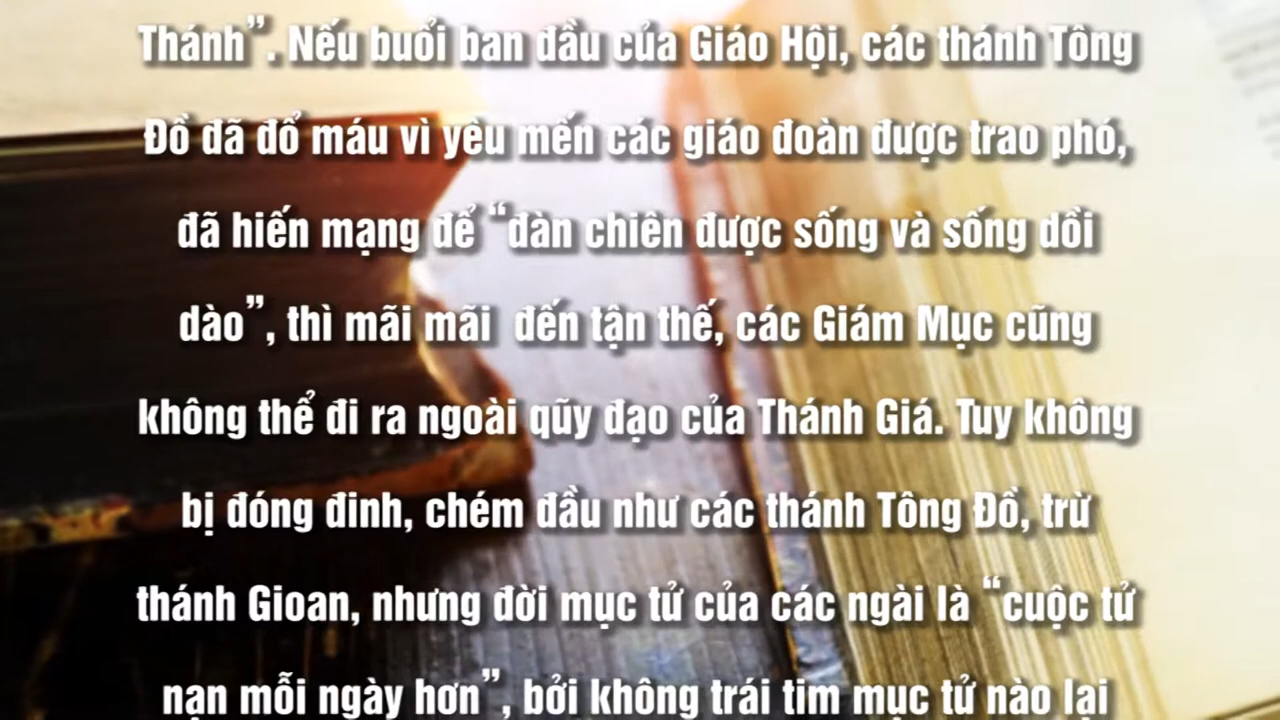 Thánh”. Nếu buổi ban đầu của Giáo Hội, các thánh Tông
Đồ đã đổ máu vì yêu mến các giáo đoàn được trao phó,
đã hiến mạng để “đàn chiên được sống và sống dồi
dào”, thì mãi mãi đến tận thế, các Giám Mục cũng
không thể đi ra ngoài qũy đạo của Thánh Giá. Tuy không
bị đóng đinh, chém đầu như các thánh Tông Đồ, trừ
thánh Gioan, nhưng đời mục tử của các ngài là “cuộc tử
nạn mỗi ngày hơn”, bởi không trái tim mục tử nào lại